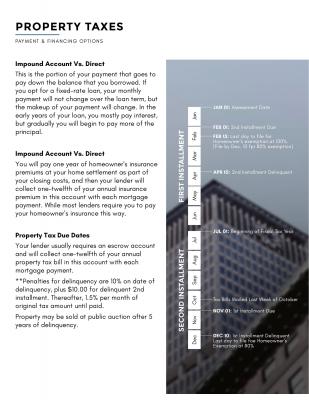 PROPERTY TAXES
PAYMENT & FINANCING OPTIONS
Impound Account Vs. Direct
This is the portion of your payment that goes to
pay down the balance that you borrowed. If
you opt for a fixed-rate loan, your monthly
payment will not change over the loan term, but
the makeup of your payment will change. In the
early years of your loan, you mostly pay interest,
but gradually you will begin to pay more of the
principal.
Impound Account Vs. Direct
You will pay one year of homeowner's insurance
premiums at your home settlement as part of
your closing costs, and then your lender will
collect one-twelfth of your annual insurance
premium in this account with each mortgage
payment. While most lenders require you to pay
your homeowner's insurance this way.
Property Tax Due Dates
Your lender usually requires an escrow account
and will collect one-twelfth of your annual
property tax bill in this account with each
mortgage payment.
**Penalties for delinquency are 10% on date of
delinquency, plus $10.00 for delinquent 2nd
installment. Thereafter, 1.5% per month of
original tax amount until paid.
Property may be sold at public auction after 5
years of delinquency.
FIRST INSTALLMENT
Jan
Feb
Mar
Apr
May
Jun
SECOND INSTALLMENT
Jul
Aug
Sep
Oct
Nov
Dec
JAN 01: Assessment Date
FEB 01: 2nd Installment Due
FEB 15: Last day to file for
Homeowner's exemption at 100%
(File by Dec. 10 for 80% exemption)
APR 10: 2nd Installment Delinquent
JUL 01: Beginning of Fiscal Tax Year
Tax Bills Mailed Last Week of October
NOV 01: 1st Installment Due
DEC 10: 1st Installment Delinquent
Last day to file foe Homeowner's
Exemption at 80%